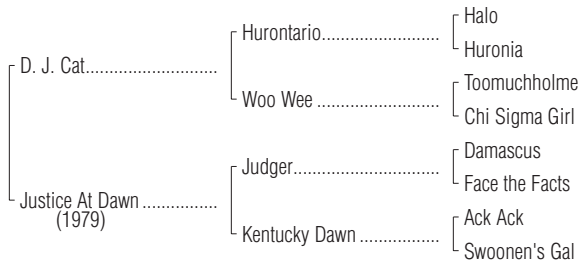 Halo
Hurontario
Huronia
D. J. Cat
Toomuchholme
Woo Wee
Chi Sigma Girl
Damascus
Judger
Face the Facts
Justice At Dawn
(1979)
Ack Ack
Kentucky Dawn
Swoonen's Gal